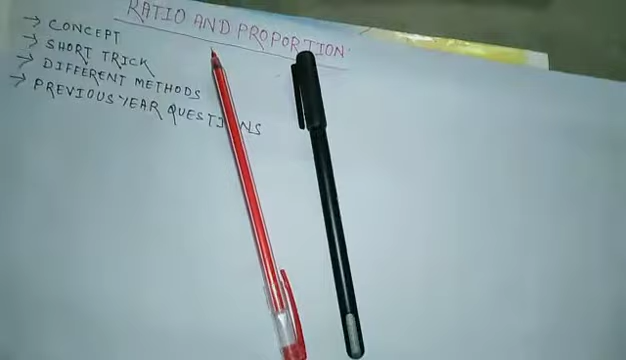 RATIO AND PROPORTION
→ CONCEPT
→ SHORT TRICK
→ DIFFERENT METHODS
→ PREVIOUS YEAR QUESTIONS